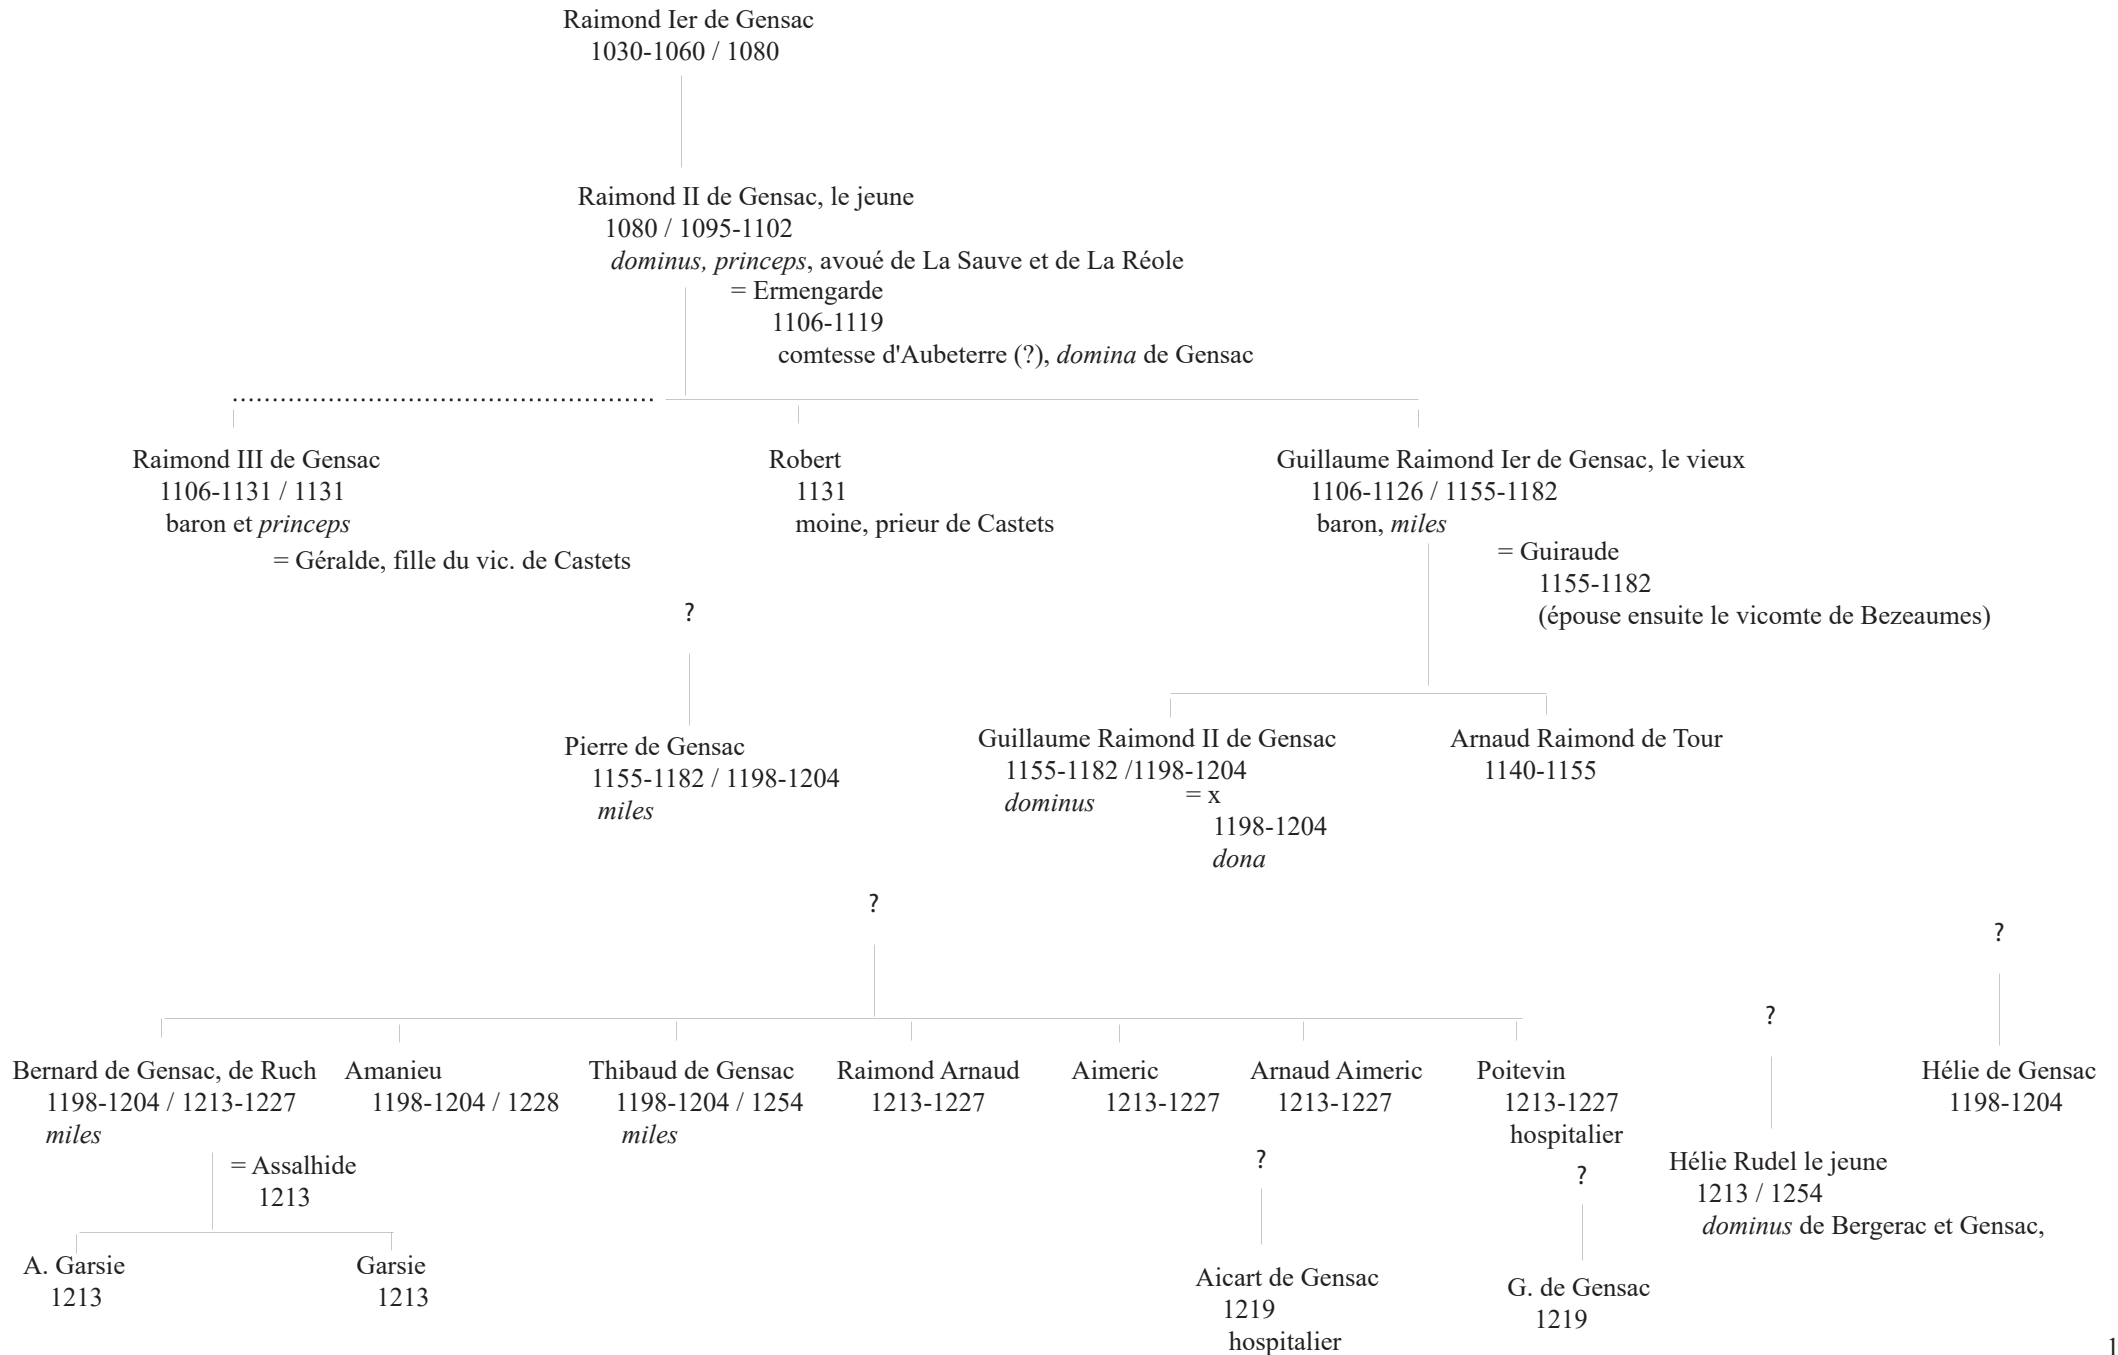 Raimond Ier de Gensac
1030-1060 / 1080
Raimond II de Gensac, le jeune
1080 / 1095-1102
dominus, princeps, avoué de La Sauve et de La Réole
= Ermengarde
1106-1119
comtesse d'Aubeterre (?), domina de Gensac
Raimond III de Gensac
1106-1131 / 1131
baron et princeps
= Géralde, fille du vic. de Castets
Robert
1131
moine, prieur de Castets
Guillaume Raimond Ier de Gensac, le vieux
1106-1126 / 1155-1182
baron, miles
= Guiraude
1155-1182
(épouse ensuite le vicomte de Bezeaumes)
?
Pierre de Gensac
1155-1182 / 1198-1204
miles
Guillaume Raimond II de Gensac
1155-1182 /1198-1204
dominus
= x
1198-1204
dona
Arnaud Raimond de Tour
1140-1155
?
Bernard de Gensac, de Ruch
1198-1204 / 1213-1227
miles
= Assalhide
1213
Amanieu
1198-1204 / 1228
Thibaud de Gensac
1198-1204 / 1254
miles
Raimond Arnaud
1213-1227
Aimeric
1213-1227
Arnaud Aimeric
1213-1227
Poitevin
1213-1227
hospitalier
?
Hélie Rudel le jeune
1213 / 1254
dominus de Bergerac et Gensac,
?
Hélie de Gensac
1198-1204
A. Garsie
1213
Garsie
1213
?
Aicart de Gensac
1219
hospitalier
?
G. de Gensac
1219
1